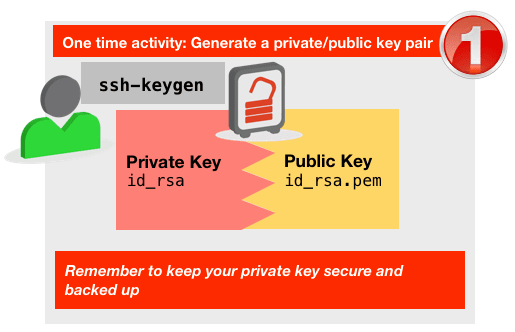 One time activity: Generate a private/public key pair
1
ssh-keygen
Private Key
id_rsa
Public Key
id_rsa.pem
Remember to keep your private key secure and
backed up